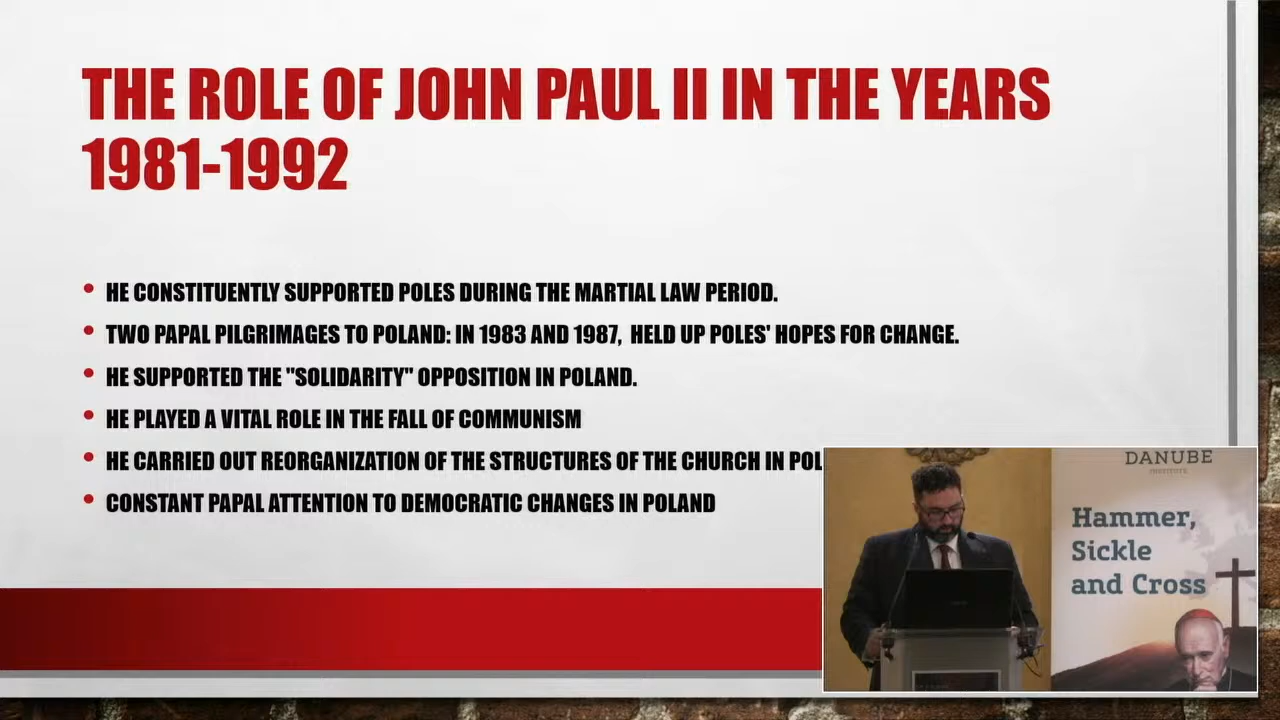 THE ROLE OF JOHN PAUL II IN THE YEARS
1981-1992
• HE CONSTITUENTLY SUPPORTED POLES DURING THE MARTIAL LAW PERIOD.
• TWO PAPAL PILGRIMAGES TO POLAND: IN 1983 AND 1987, HELD UP POLES' HOPES FOR CHANGE.
• HE SUPPORTED THE "SOLIDARITY" OPPOSITION IN POLAND.
• HE PLAYED A VITAL ROLE IN THE FALL OF COMMUNISM
• HE CARRIED OUT REORGANIZATION OF THE STRUCTURES OF THE CHURCH IN POL
• CONSTANT PAPAL ATTENTION TO DEMOCRATIC CHANGES IN POLAND
DANUBE
INSTITUTE
Hammer,
Sickle
and Cross